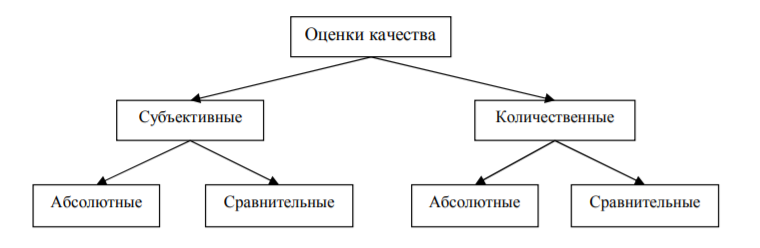 Оценки качества
Субъективные
Количественные
Абсолютные
Сравнительные
Абсолютные
Сравнительные